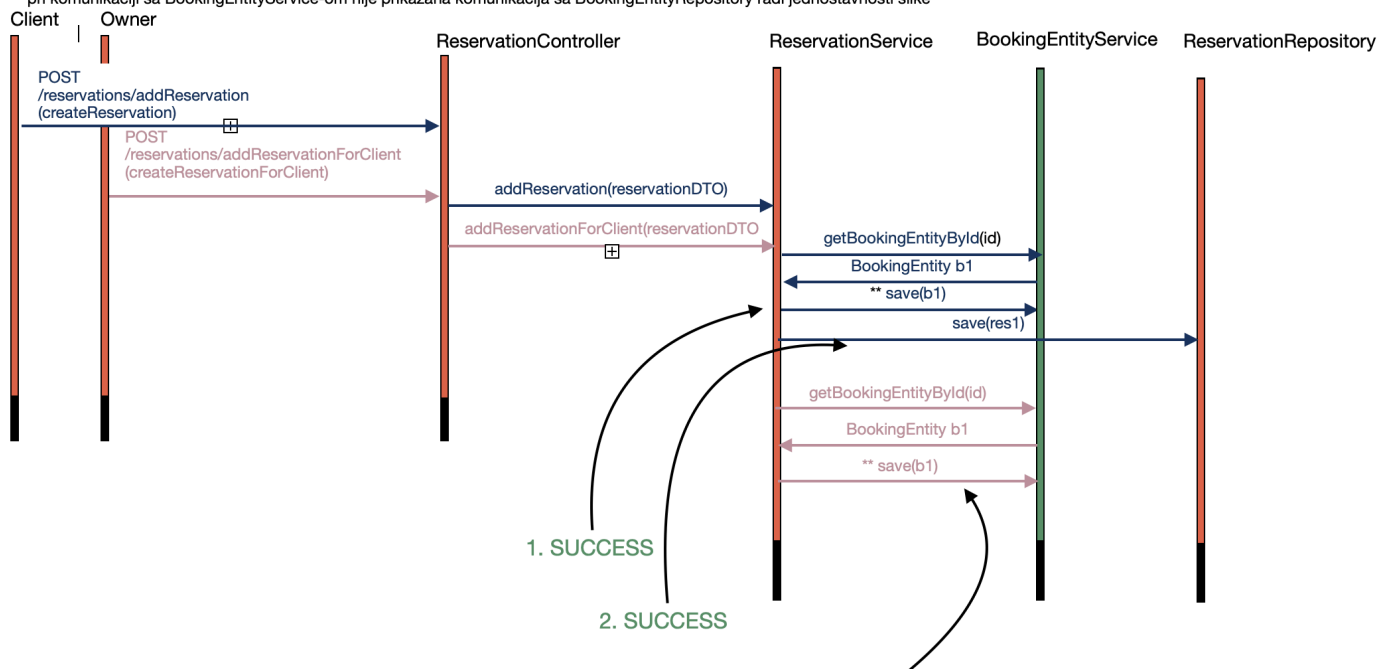 pri komunikaciji sa BookingEntityService-om nije prikazana komunikacija sa BookingEntityRepository radi jednostavnosti slike
Client
Owner
ReservationController
ReservationService
BookingEntityService
ReservationRepository
POST
/reservations/addReservation
(createReservation)
POST
/reservations/addReservationForClient
(createReservationForClient)
addReservation(reservationDTO)
addReservationForClient(reservationDTO
getBookingEntityById(id)
BookingEntity b1
** save(b1)
save(res1)
getBookingEntityById(id)
BookingEntity b1
** save(b1)
1. SUCCESS
2. SUCCESS